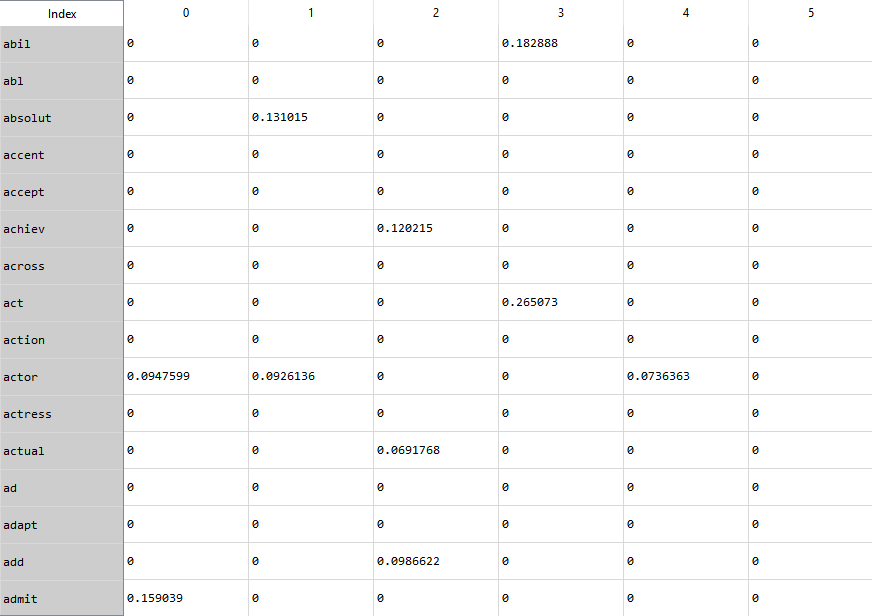 Index 0 1 2 3 4 5
abil 0 0 0 0.182888 0 0
abl 0 0 0 0 0 0
absolut 0 0.131015 0 0 0 0
accent 0 0 0 0 0 0
accept 0 0 0 0 0 0
achiev 0 0 0.120215 0 0 0
across 0 0 0 0 0 0
act 0 0 0 0.265073 0 0
action 0 0 0 0 0 0
actor 0.0947599 0.0926136 0 0 0.0736363 0
actress 0 0 0 0 0 0
actual 0 0 0.0691768 0 0 0
ad 0 0 0 0 0 0
adapt 0 0 0 0 0 0
add 0 0 0.0986622 0 0 0
admit 0.159039 0 0 0 0 0